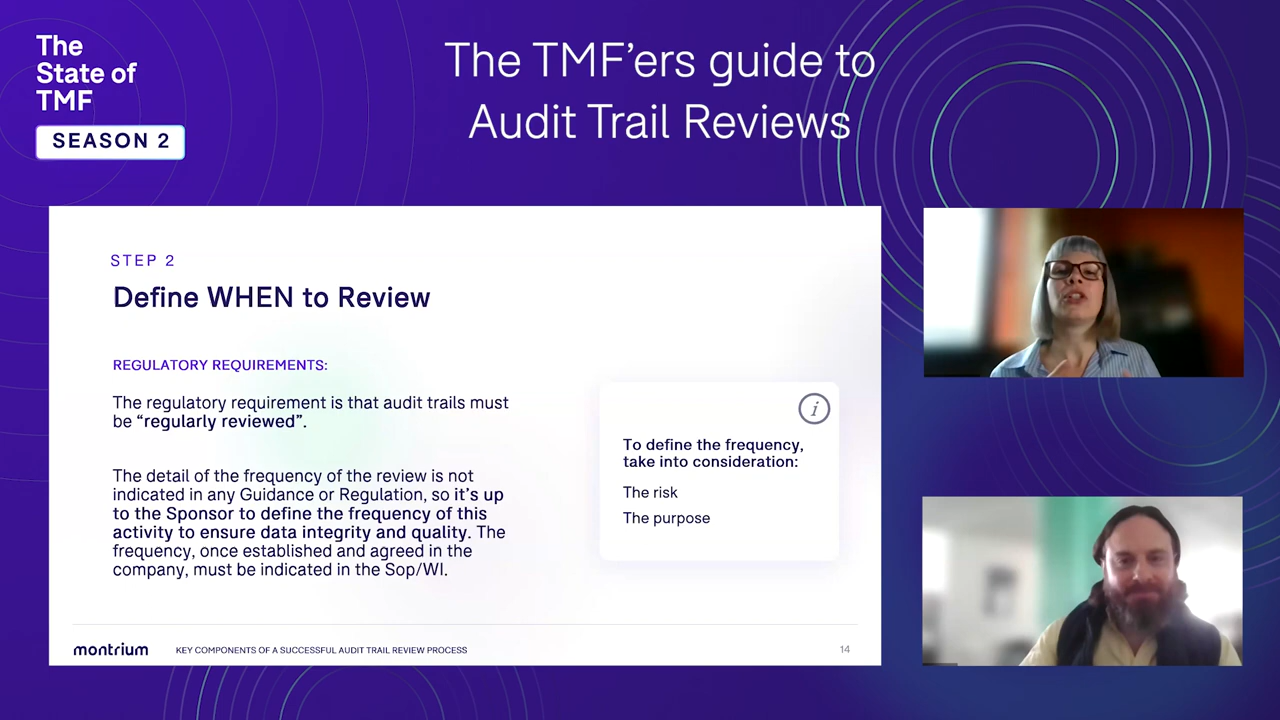 The
State of
TMF
SEASON 2
The TMF’ers guide to
Audit Trail Reviews
STEP 2
Define WHEN to Review
REGULATORY REQUIREMENTS:
The regulatory requirement is that audit trails must
be “regularly reviewed”.
The detail of the frequency of the review is not
indicated in any Guidance or Regulation, so it’s up
to the Sponsor to define the frequency of this
activity to ensure data integrity and quality. The
frequency, once established and agreed in the
company, must be indicated in the Sop/WI.
i
To define the frequency,
take into consideration:
The risk
The purpose
montrium
KEY COMPONENTS OF A SUCCESSFUL AUDIT TRAIL REVIEW PROCESS
14